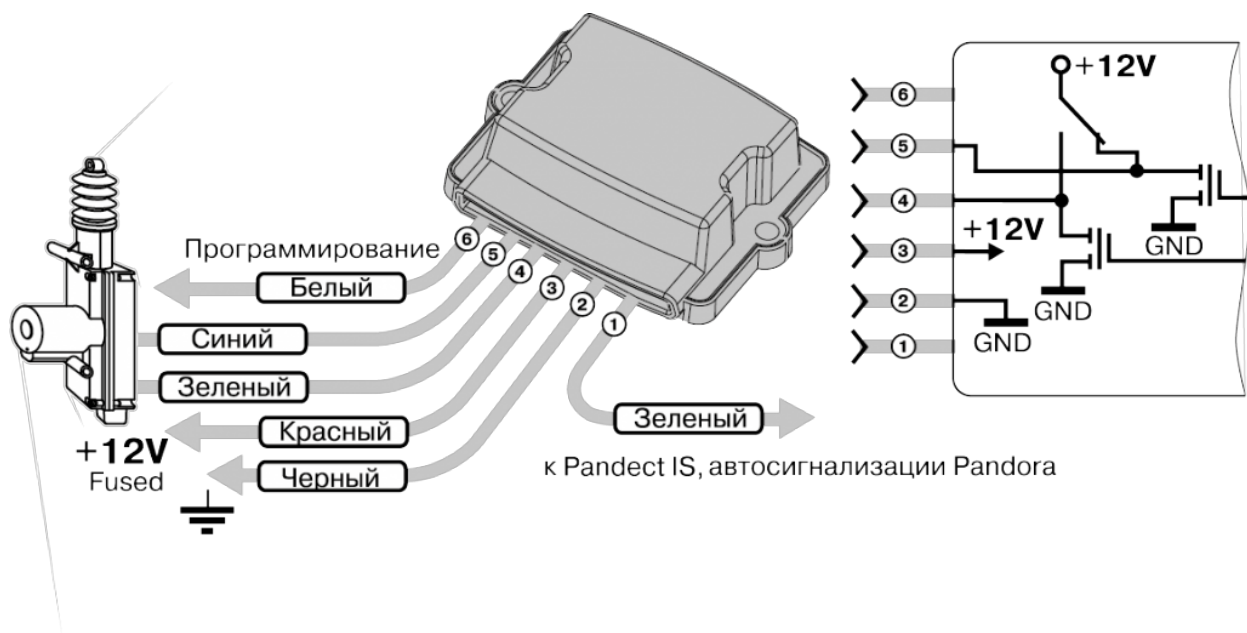 Программирование
Белый
Синий
Зеленый
Красный
Черный
+12V
Fused
6
5
4
3
2
1
Зеленый
к Pandect IS, автосигнализации Pandora
6
5
4
3
2
1
+12V
+12V
GND
GND
GND